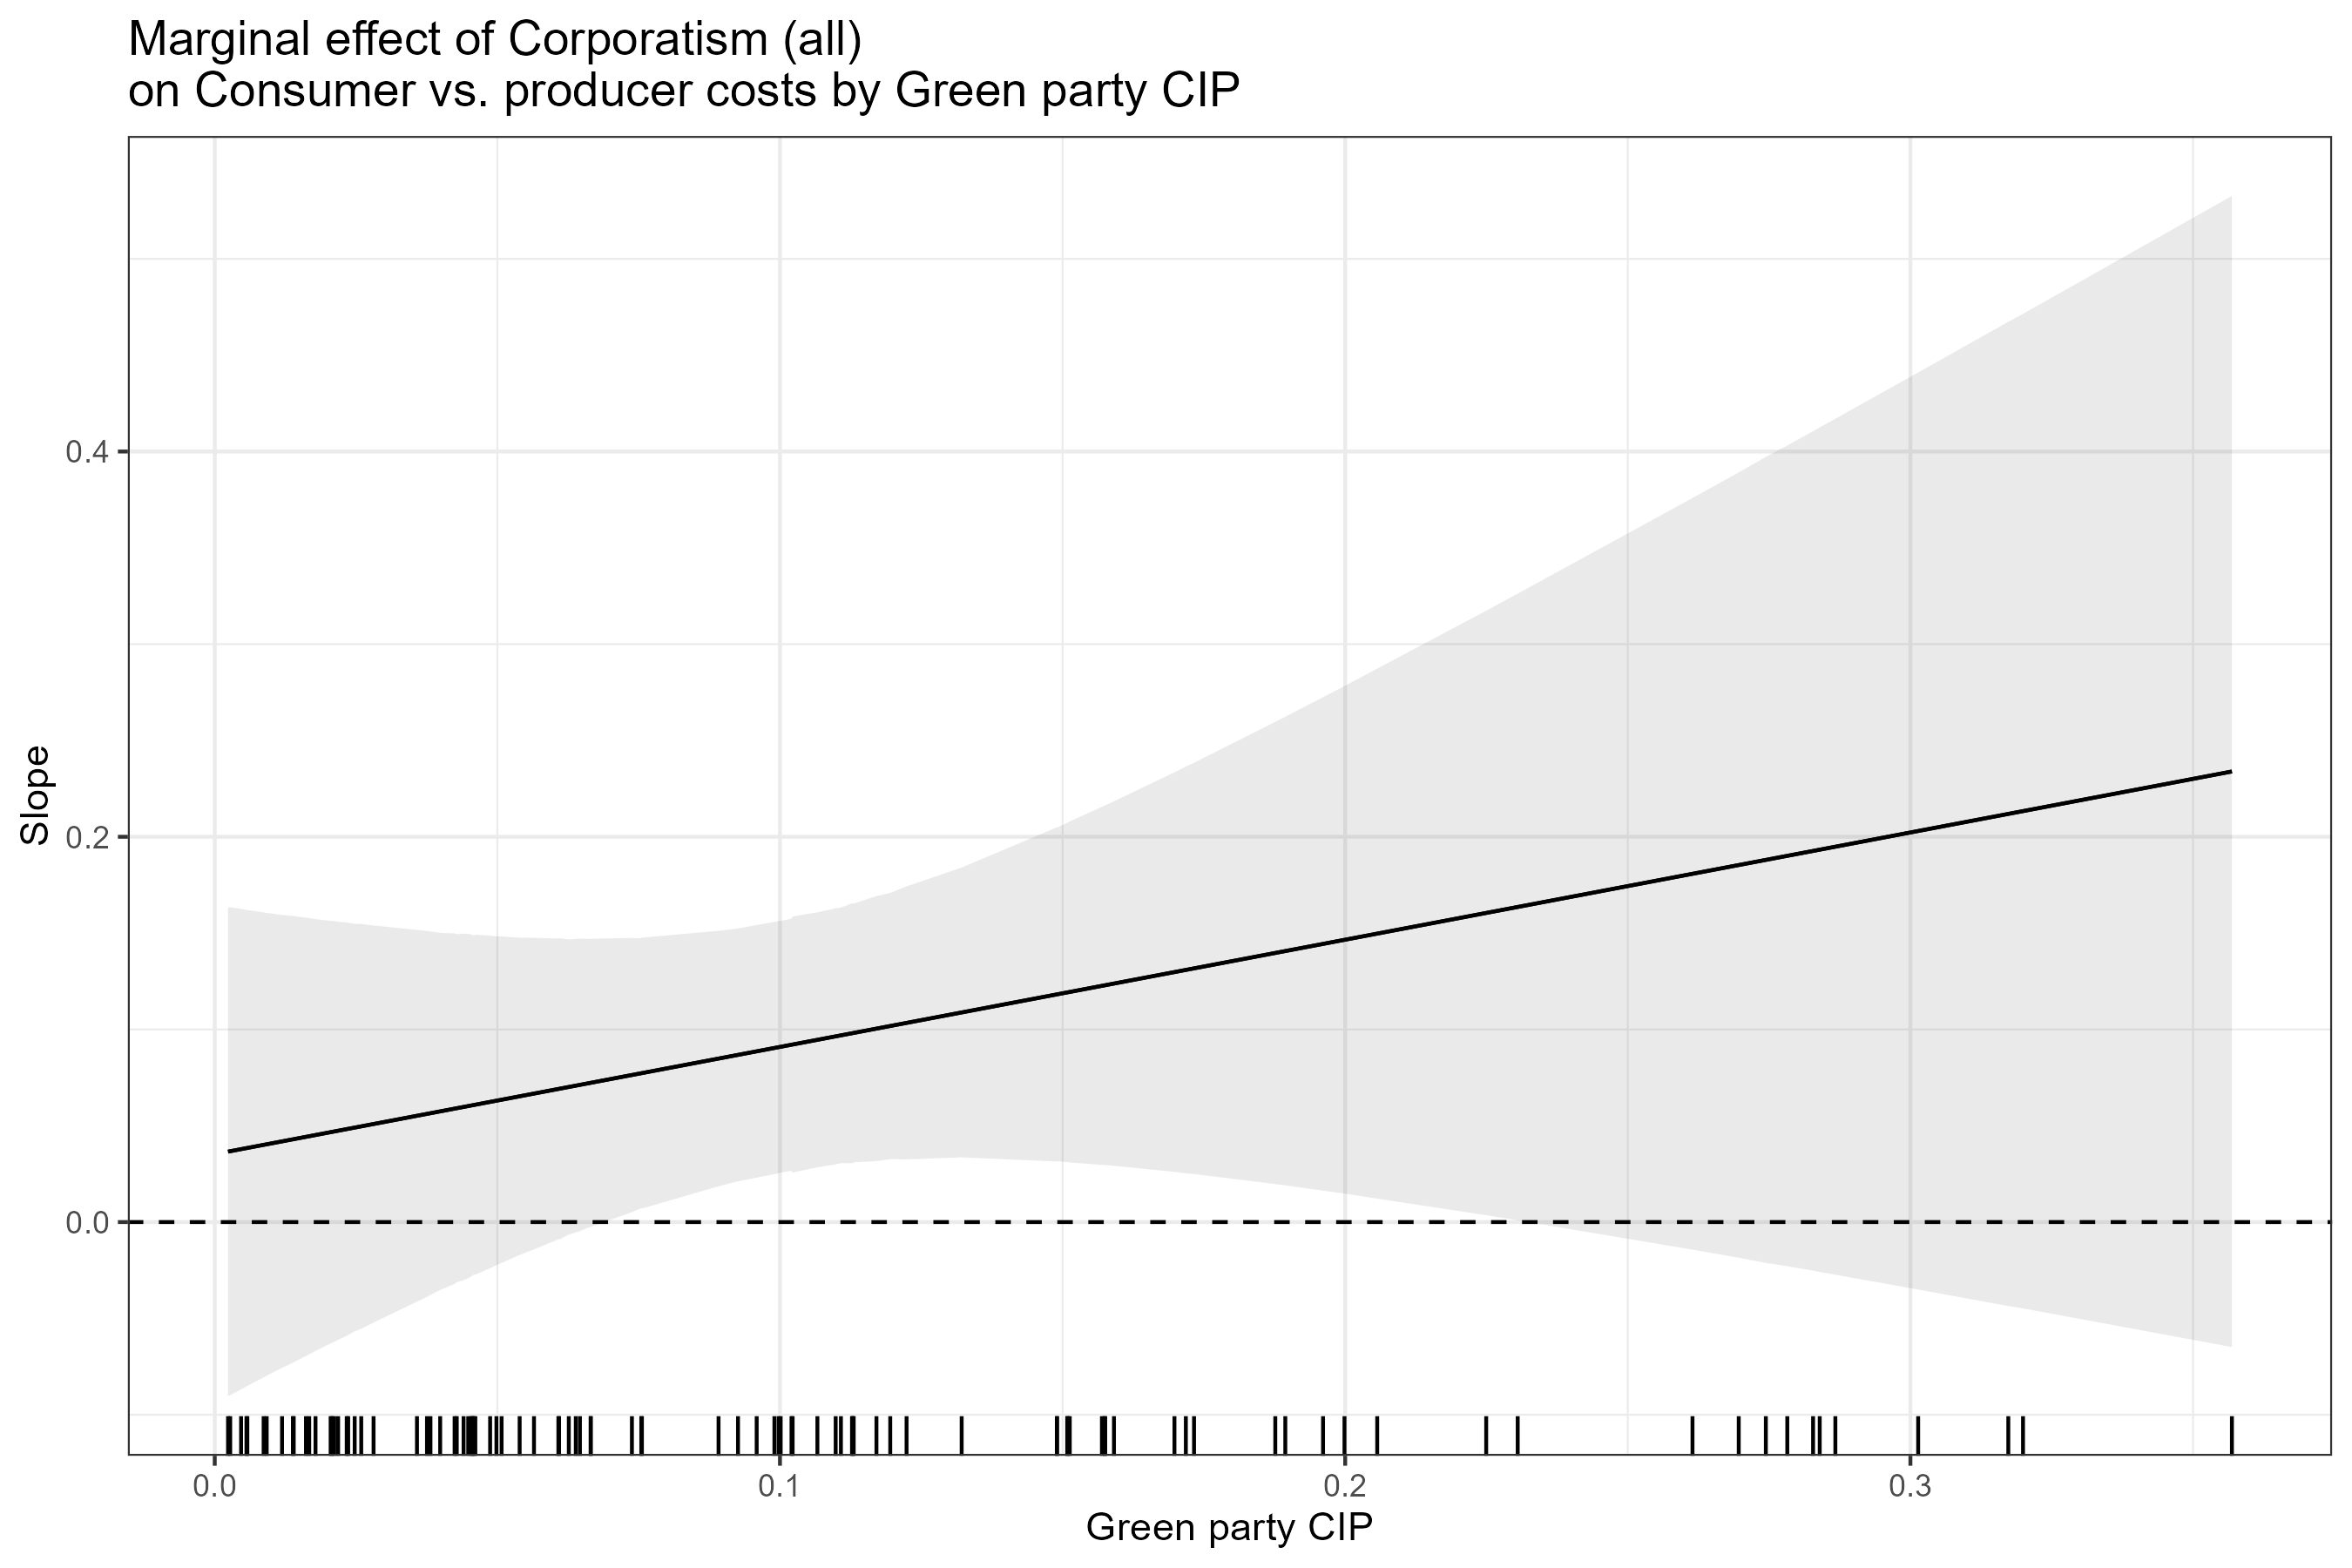 Marginal effect of Corporatism (all)
on Consumer vs. producer costs by Green party CIP
0.4
0.2
0.0
Slope
0.0
0.1
0.2
0.3
Green party CIP